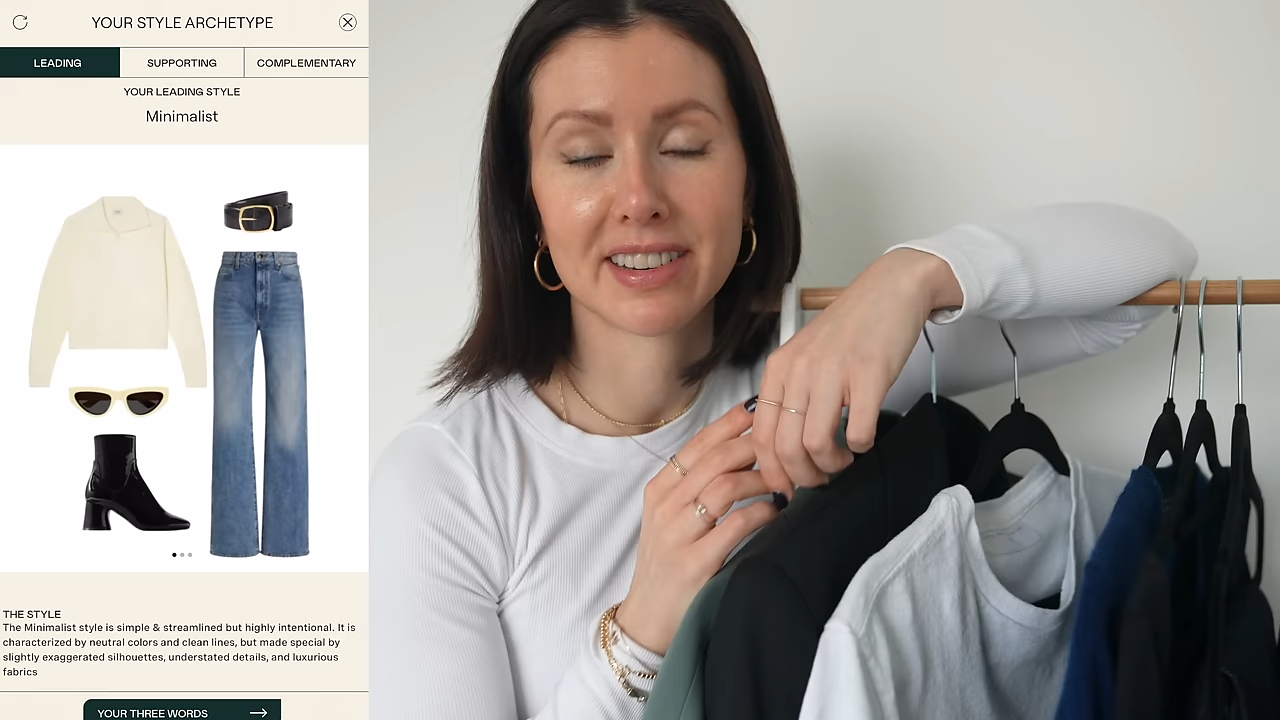 YOUR STYLE ARCHETYPE
LEADING
SUPPORTING
COMPLEMENTARY
YOUR LEADING STYLE
Minimalist
THE STYLE
The Minimalist style is simple & streamlined but highly intentional. It is
characterized by neutral colors and clean lines, but made special by
slightly exaggerated silhouettes, understated details, and luxurious
fabrics
YOUR THREE WORDS